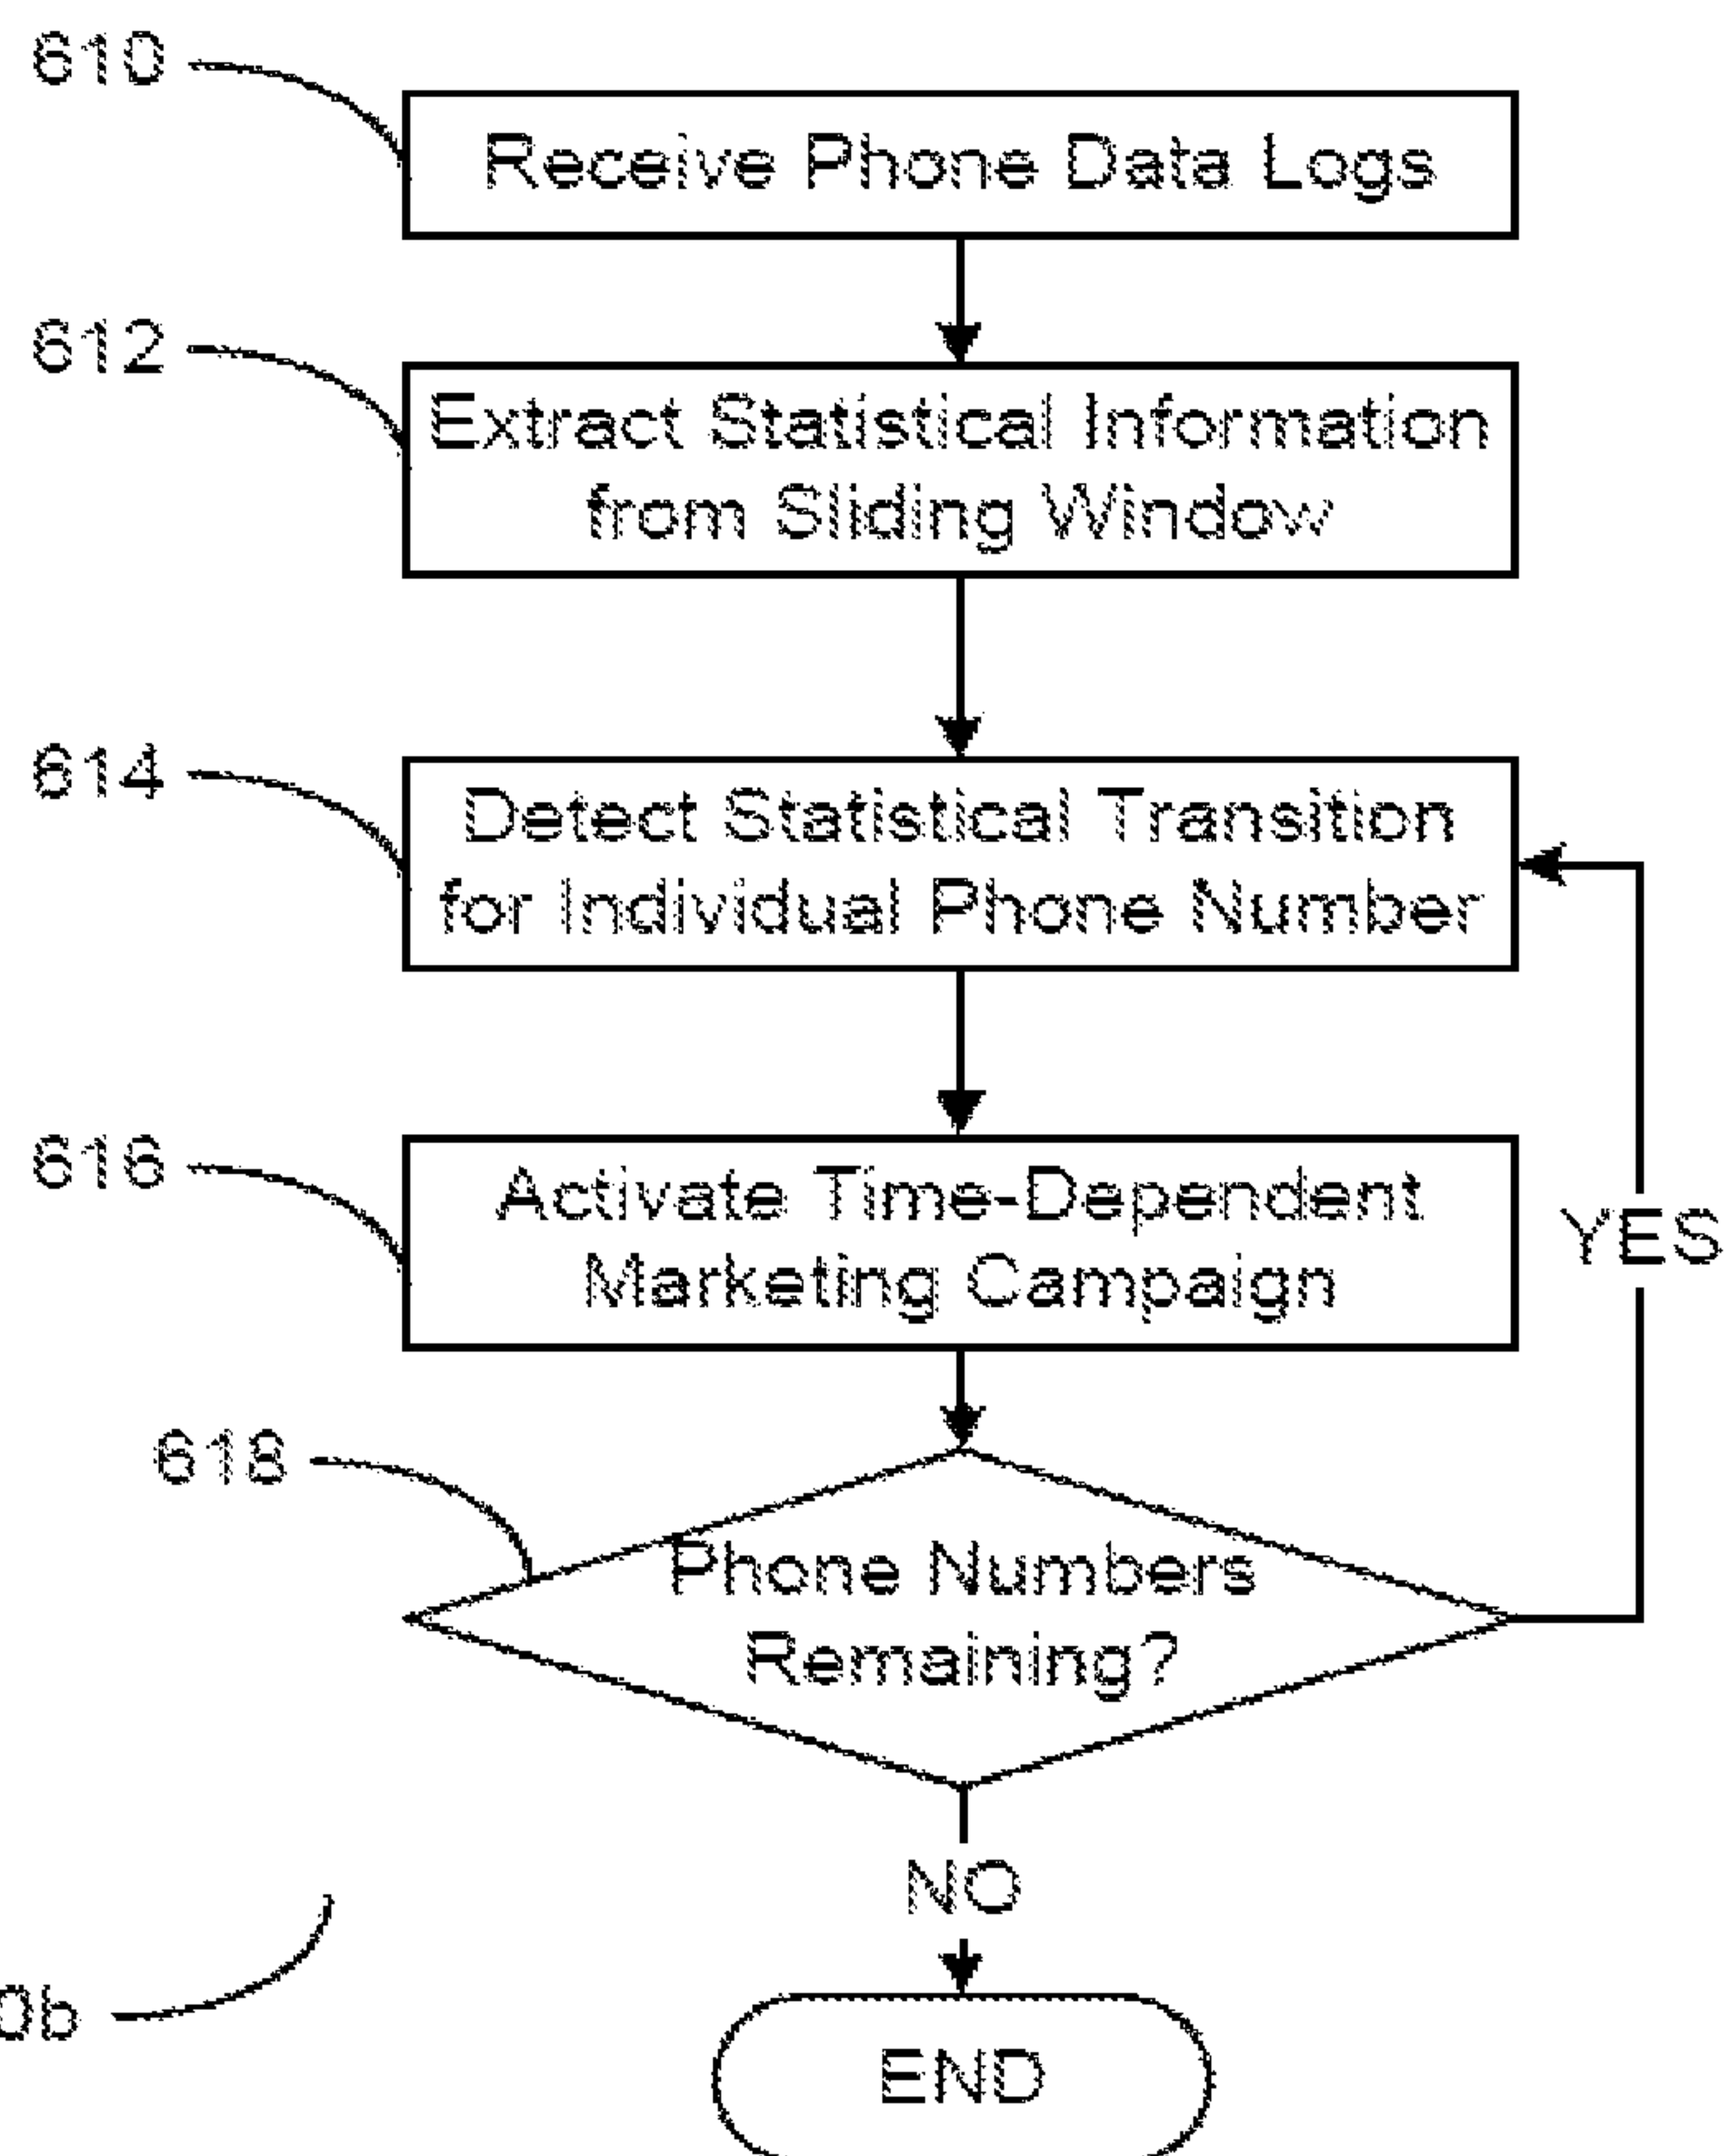 610
Receive Phone Data Logs
612
Extract Statistical Information
from Sliding Window
614
Detect Statistical Transition
for Individual Phone Number
616
Activate Time-Dependent
Marketing Campaign
YES
618
Phone Numbers
Remaining?
NO
0b
END